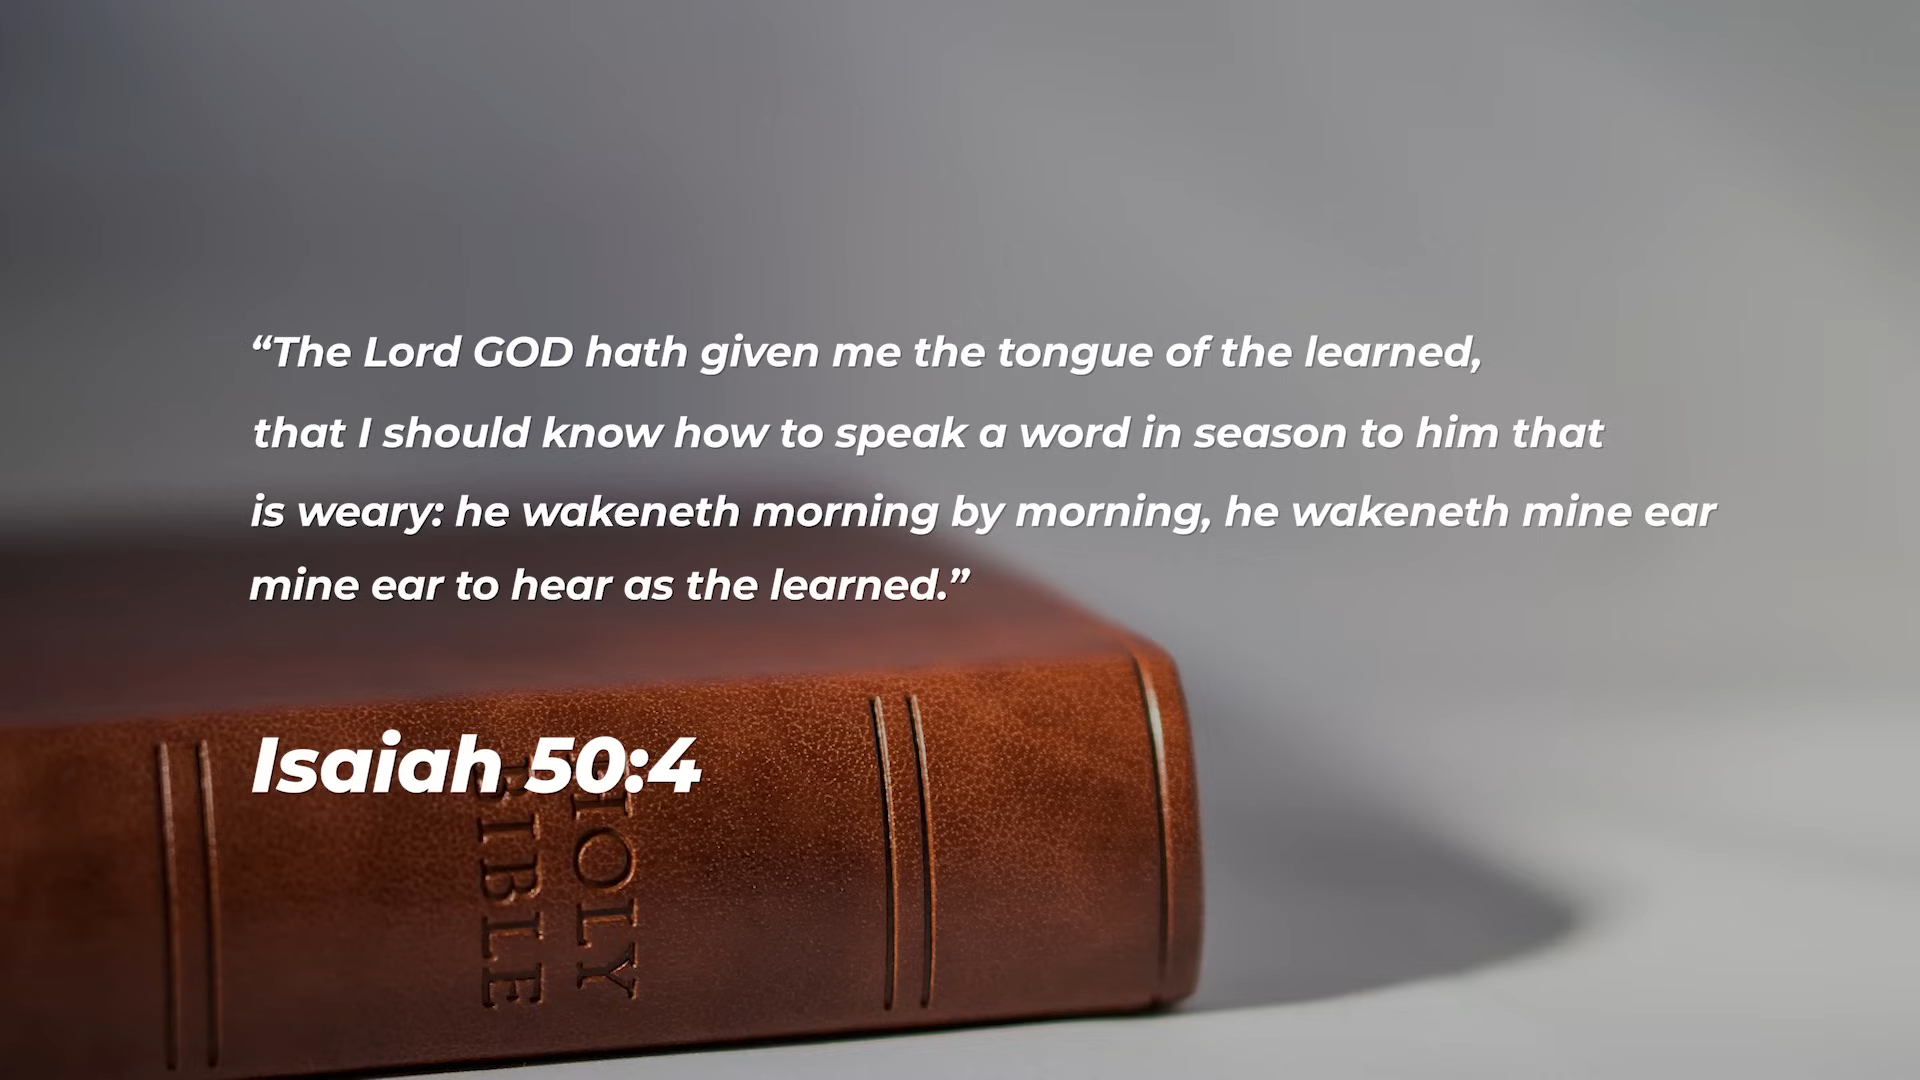 “The Lord GOD hath given me the tongue of the learned,
that I should know how to speak a word in season to him that
is weary: he wakeneth morning by morning, he wakeneth mine ear
mine ear to hear as the learned.”
Isaiah 50:4
HOLY
BIBLE